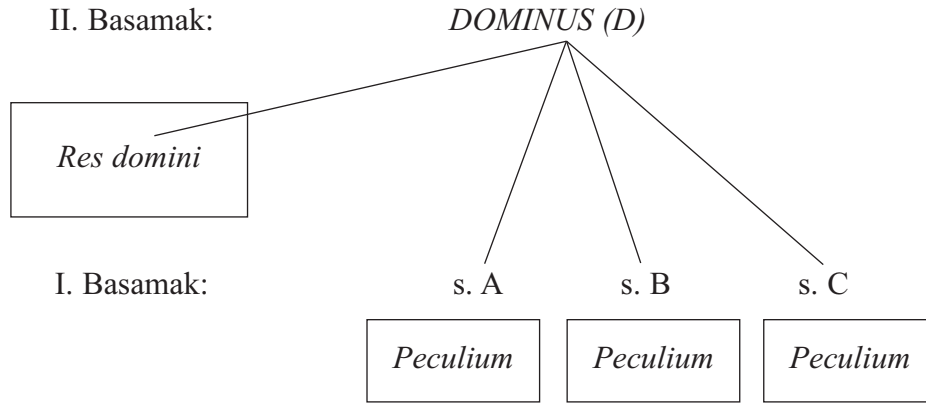 II. Basamak: DOMINUS (D)
Res domini
I. Basamak: s. A s. B s. C
Peculium Peculium Peculium